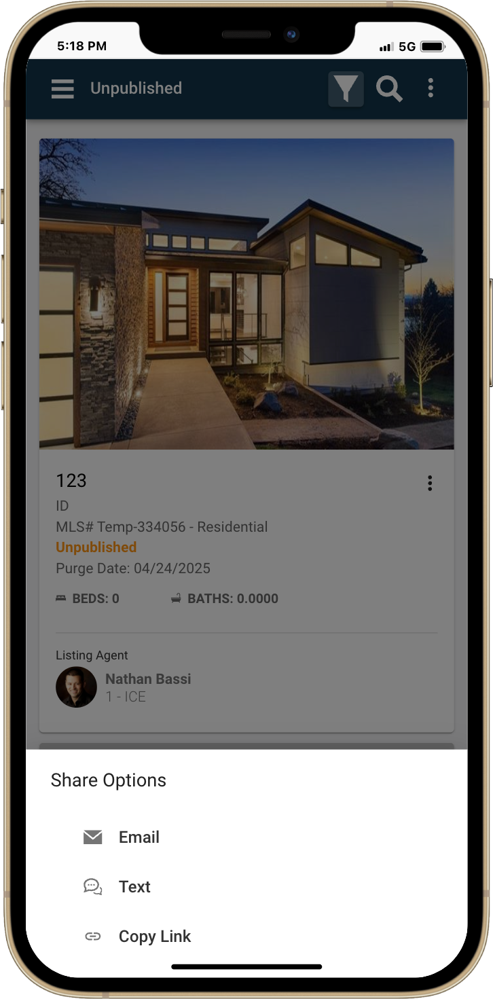 5:18 PM
5G
Unpublished
123
ID
MLS# Temp-334056 - Residential
Unpublished
Purge Date: 04/24/2025
BEDS: 0 BATHS: 0.0000
Listing Agent
Nathan Bassi
1 - ICE
Share Options
Email
Text
Copy Link